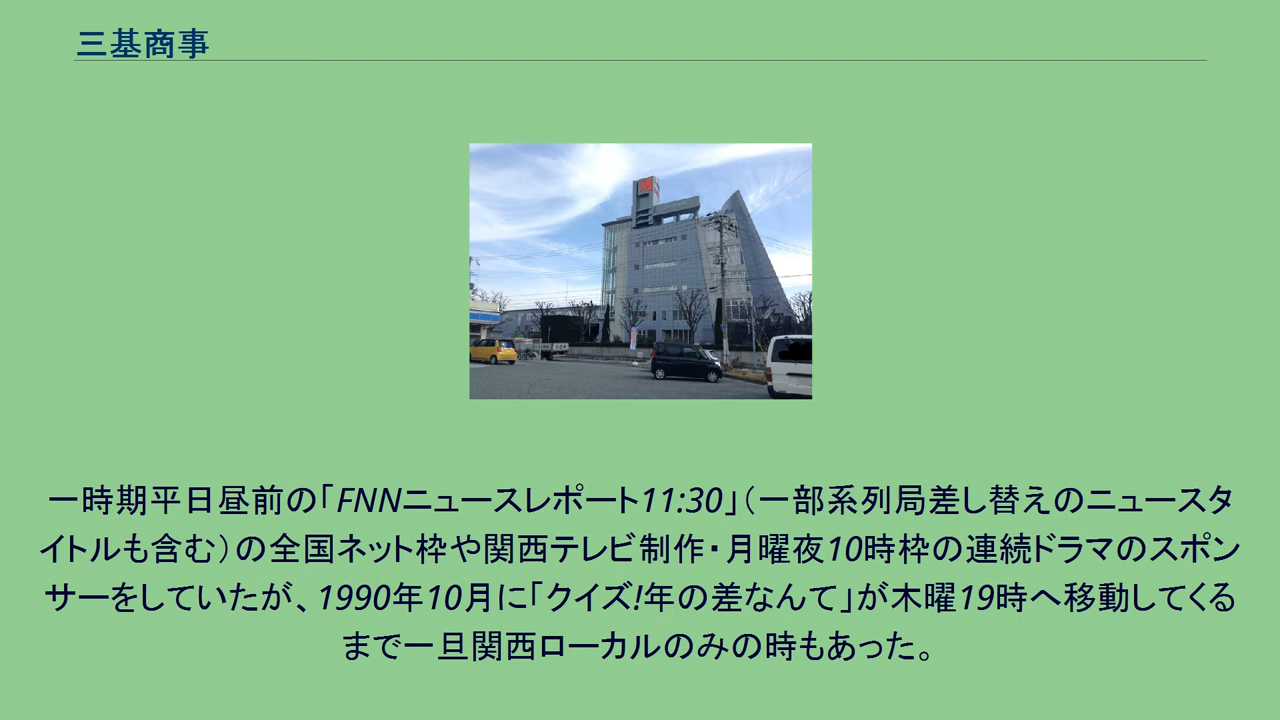 三基商事
一時期平日昼前の「FNNニュースレポート11:30」（一部系列局差し替えのニュースタ
イトルも含む）の全国ネット枠や関西テレビ制作・月曜夜10時枠の連続ドラマのスポン
サーをしていたが、1990年10月に「クイズ!年の差なんて」が木曜19時へ移動してくる
まで一旦関西ローカルのみの時もあった。